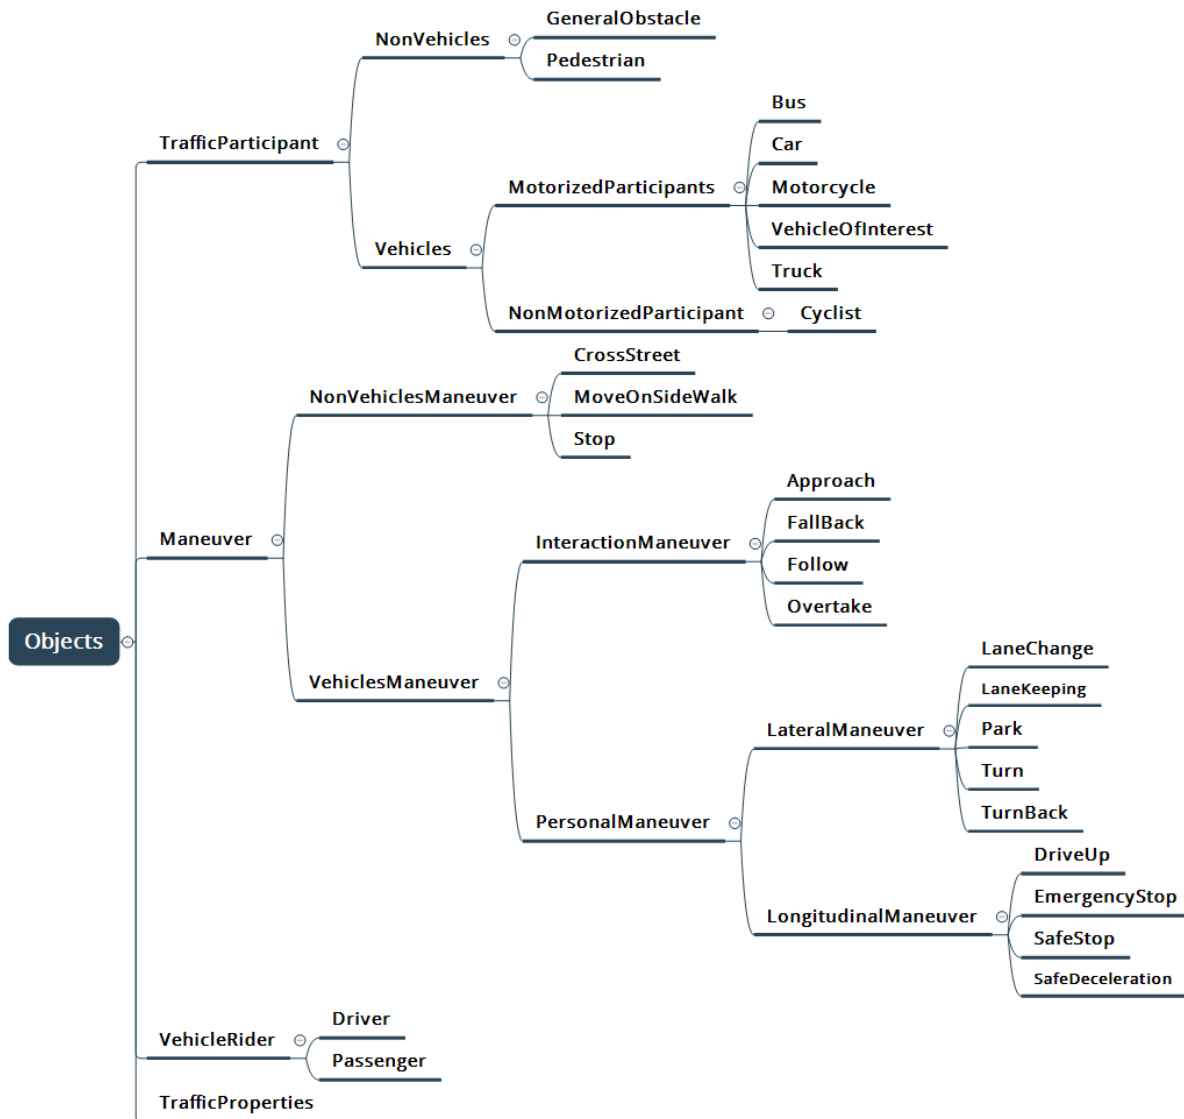 GeneralObstacle
NonVehicles
Pedestrian
Bus
TrafficParticipant
Car
MotorizedParticipants
Motorcycle
VehicleOfInterest
Vehicles
Truck
NonMotorizedParticipant
Cyclist
CrossStreet
NonVehiclesManeuver
MoveOnSideWalk
Stop
Approach
FallBack
Maneuver
InteractionManeuver
Follow
Overtake
Objects
LaneChange
VehiclesManeuver
LaneKeeping
LateralManeuver
Park
Turn
PersonalManeuver
TurnBack
DriveUp
EmergencyStop
LongitudinalManeuver
SafeStop
SafeDeceleration
Driver
VehicleRider
Passenger
TrafficProperties